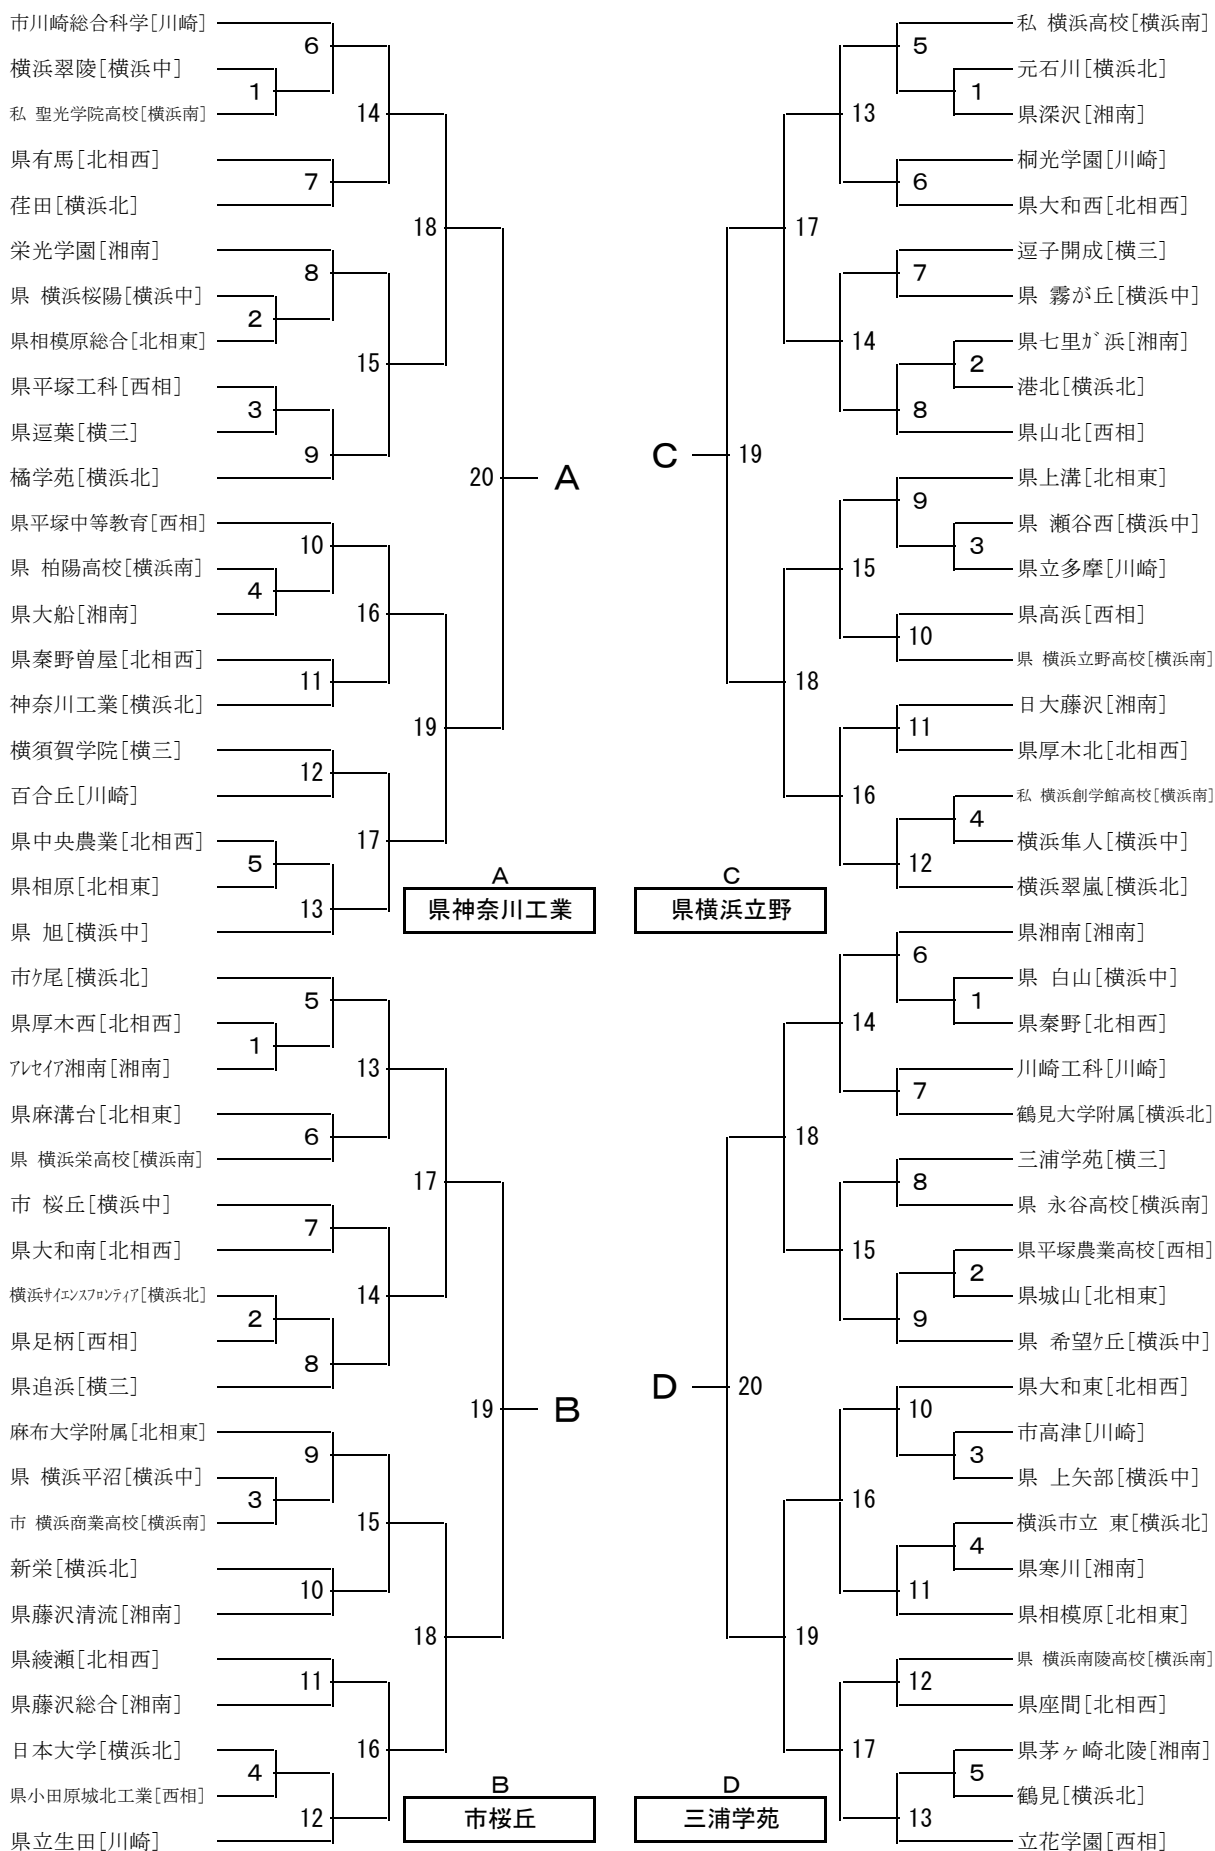 市川崎総合科学[川崎]
6
横浜翠陵[横浜中]
1
私 聖光学院高校[横浜南]
14
県有馬[北相西]
7
荏田[横浜北]
18
栄光学園[湘南]
8
県 横浜桜陽[横浜中]
2
県相模原総合[北相東]
15
県平塚工科[西相]
3
県逗葉[横三]
9
橘学苑[横浜北]
20
A
県平塚中等教育[西相]
10
県 柏陽高校[横浜南]
4
県大船[湘南]
16
県秦野曽屋[北相西]
11
神奈川工業[横浜北]
19
横須賀学院[横三]
12
百合丘[川崎]
17
県中央農業[北相西]
5
県相原[北相東]
13
県 旭[横浜中]
A
県神奈川工業
市ケ尾[横浜北]
5
県厚木西[北相西]
1
アレセイア湘南[湘南]
13
県麻溝台[北相東]
6
県 横浜栄高校[横浜南]
17
市 桜丘[横浜中]
7
県大和南[北相西]
14
横浜サイエンスフロンティア[横浜北]
2
県足柄[西相]
8
県追浜[横三]
19
B
麻布大学附属[北相東]
9
県 横浜平沼[横浜中]
3
市 横浜商業高校[横浜南]
15
新栄[横浜北]
10
県藤沢清流[湘南]
18
県綾瀬[北相西]
11
県藤沢総合[湘南]
16
日本大学[横浜北]
4
県小田原城北工業[西相]
12
県立生田[川崎]
B
市桜丘
私 横浜高校[横浜南]
5
元石川[横浜北]
1
県深沢[湘南]
13
桐光学園[川崎]
6
県大和西[北相西]
17
逗子開成[横三]
7
県 霧が丘[横浜中]
14
県七里ガ浜[湘南]
2
港北[横浜北]
8
県山北[西相]
C
19
県上溝[北相東]
9
県 瀬谷西[横浜中]
3
県立多摩[川崎]
15
県高浜[西相]
10
県 横浜立野高校[横浜南]
18
日大藤沢[湘南]
11
県厚木北[北相西]
16
私 横浜創学館高校[横浜南]
4
横浜隼人[横浜中]
12
横浜翠嵐[横浜北]
C
県横浜立野
県湘南[湘南]
6
県 白山[横浜中]
1
県秦野[北相西]
14
川崎工科[川崎]
7
鶴見大学附属[横浜北]
18
三浦学苑[横三]
8
県 永谷高校[横浜南]
15
県平塚農業高校[西相]
2
県城山[北相東]
9
県 希望ケ丘[横浜中]
D
20
県大和東[北相西]
10
市高津[川崎]
3
県 上矢部[横浜中]
16
横浜市立 東[横浜北]
4
県寒川[湘南]
11
県相模原[北相東]
19
県 横浜南陵高校[横浜南]
12
県座間[北相西]
17
県茅ヶ崎北陵[湘南]
5
鶴見[横浜北]
13
立花学園[西相]
D
三浦学苑